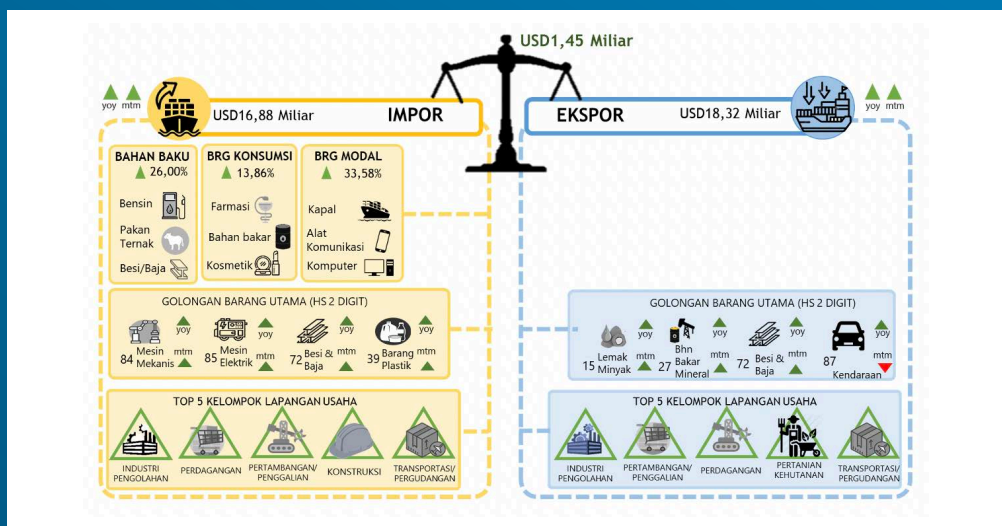 USD1,45 Miliar
yoy mtm
USD16,88 Miliar IMPOR
EKSPOR USD18,32 Miliar
yoy mtm
BAHAN BAKU
26,00%
Bensin
Pakan
Ternak
Besi/Baja
BRG KONSUMSI
13,86%
Farmasi
Bahan bakar
Kosmetik
BRG MODAL
33,58%
Kapal
Alat
Komunikasi
Komputer
GOLONGAN BARANG UTAMA (HS 2 DIGIT)
yoy
84 Mesin
Mekanis
mtm
yoy
85 Mesin
Elektrik
mtm
yoy
72 Besi &
Baja
mtm
yoy
39 Barang
Plastik
mtm
TOP 5 KELOMPOK LAPANGAN USAHA
INDUSTRI
PENGOLAHAN
PERDAGANGAN
PERTAMBANGAN/
PENGGALIAN
KONSTRUKSI
TRANSPORTASI/
PERGUDANGAN
GOLONGAN BARANG UTAMA (HS 2 DIGIT)
yoy
15 Lemak
Minyak
mtm
yoy
27 Bhn
Bakar
Mineral
mtm
yoy
72 Besi &
Baja
mtm
yoy
87
Kendaraan
mtm
TOP 5 KELOMPOK LAPANGAN USAHA
INDUSTRI
PENGOLAHAN
PERTAMBANGAN/
PENGGALIAN
PERDAGANGAN
PERTANIAN
KEHUTANAN
TRANSPORTASI/
PERGUDANGAN